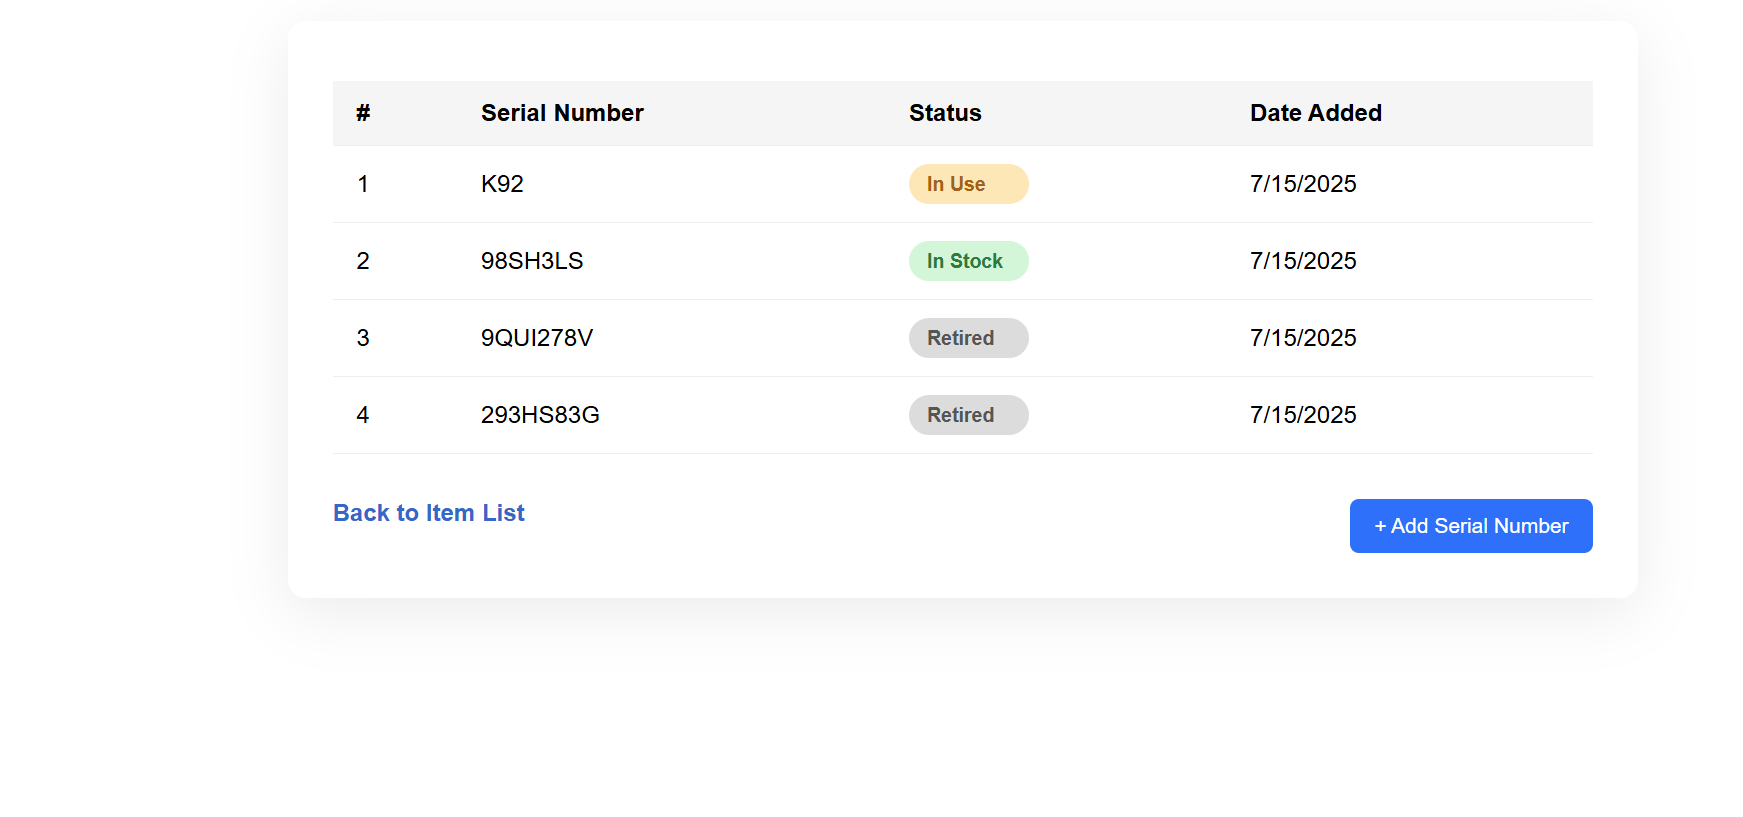 # Serial Number Status Date Added
1 K92 In Use 7/15/2025
2 98SH3LS In Stock 7/15/2025
3 9QUI278V Retired 7/15/2025
4 293HS83G Retired 7/15/2025
Back to Item List
+ Add Serial Number